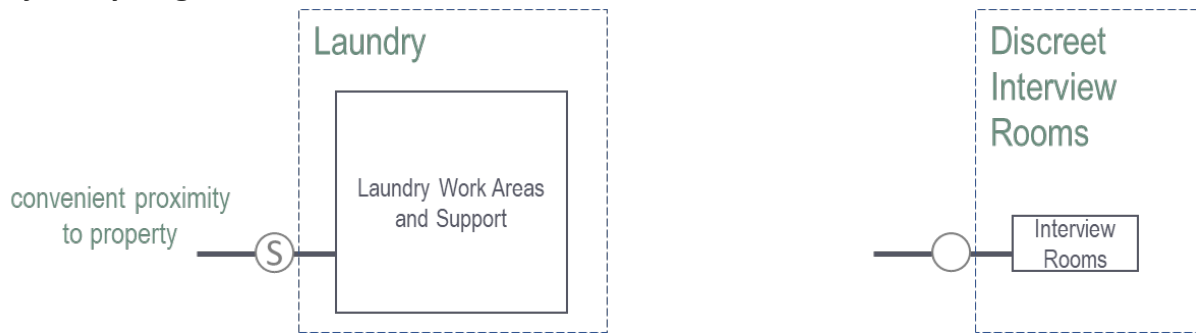 Laundry
Laundry Work Areas
and Support
convenient proximity
to property
S
Discreet
Interview
Rooms
Interview
Rooms